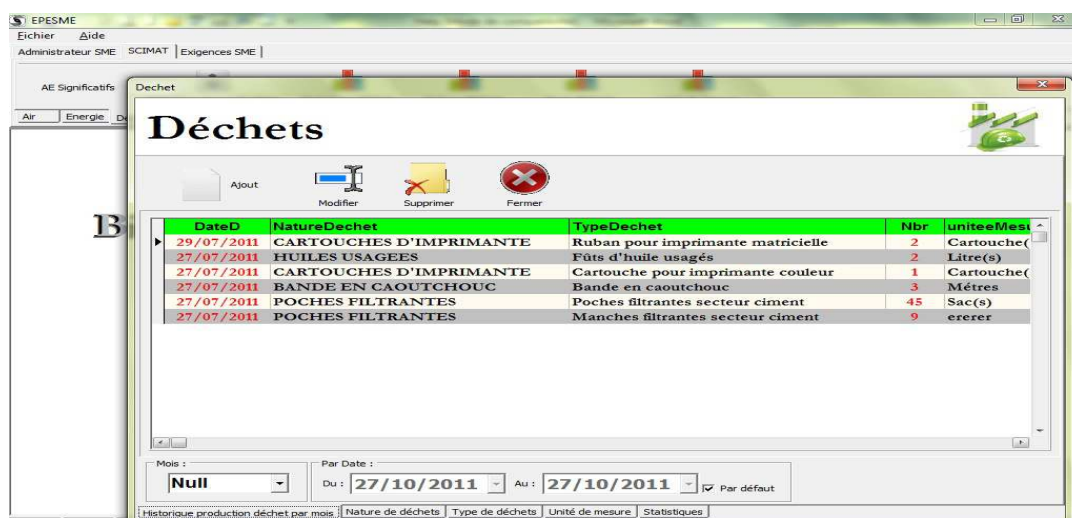 EPESME
Fichier Aide
Administrateur SME SCIMAT Exigences SME
AE Significatifs
Dechet
Air Energie
Déchets
Ajout
Modifier Supprimer Fermer
DateD NatureDechet TypeDechet Nbr uniteeMesu
29/07/2011 CARTOUCHES D'IMPRIMANTE Ruban pour imprimante matricielle 2 Cartouche(
27/07/2011 HUILES USAGEES Fûts d'huile usagés 2 Litre(s)
27/07/2011 CARTOUCHES D'IMPRIMANTE Cartouche pour imprimante couleur 1 Cartouche(
27/07/2011 BANDE EN CAOUTCHOUC Bande en caoutchouc 3 Métres
27/07/2011 POCHES FILTRANTES Poches filtrantes secteur ciment 45 Sac(s)
27/07/2011 POCHES FILTRANTES Manches filtrantes secteur ciment 9 ererer
Mois : Par Date :
Null Du : 27/10/2011 Au : 27/10/2011 Par défaut
Historique production déchet par mois Nature de déchets Type de déchets Unité de mesure Statistiques